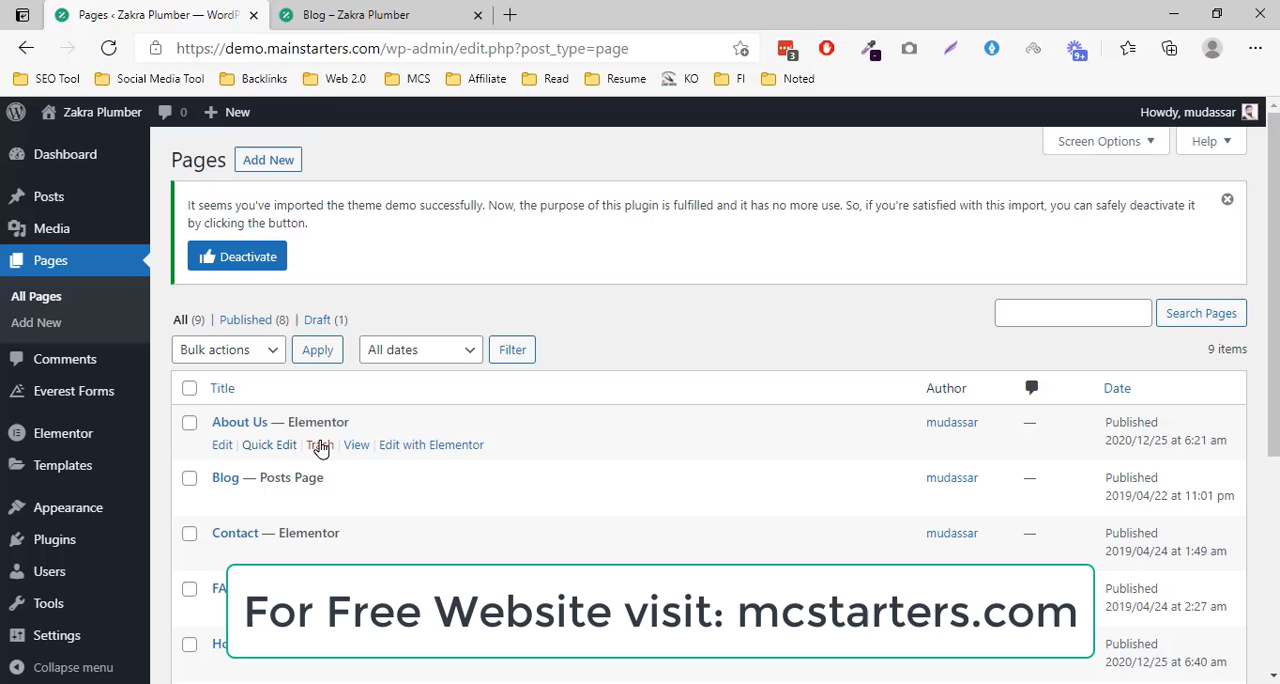 Pages ‹ Zakra Plumber — WordP
Blog – Zakra Plumber
https://demo.mainstarters.com/wp-admin/edit.php?post_type=page
3
9+
SEO Tool
Social Media Tool
Backlinks
Web 2.0
MCS
Affiliate
Read
Resume
KO
FI
Noted
Zakra Plumber
0
New
Howdy, mudassar
Dashboard
Posts
Media
Pages
All Pages
Add New
Comments
Everest Forms
Elementor
Templates
Appearance
Plugins
Users
Tools
Settings
Collapse menu
Screen Options
Help
Pages
Add New
It seems you've imported the theme demo successfully. Now, the purpose of this plugin is fulfilled and it has no more use. So, if you're satisfied with this import, you can safely deactivate it
by clicking the button.
Deactivate
All (9) | Published (8) | Draft (1)
Search Pages
Bulk actions
Apply
All dates
Filter
9 items
Title
Author
Date
About Us — Elementor
mudassar
—
Published
2020/12/25 at 6:21 am
Edit | Quick Edit | Trash | View | Edit with Elementor
Blog — Posts Page
mudassar
—
Published
2019/04/22 at 11:01 pm
Contact — Elementor
mudassar
—
Published
2019/04/24 at 1:49 am
FA
Published
2019/04/24 at 2:27 am
Ho
Published
2020/12/25 at 6:40 am
For Free Website visit: mcstarters.com